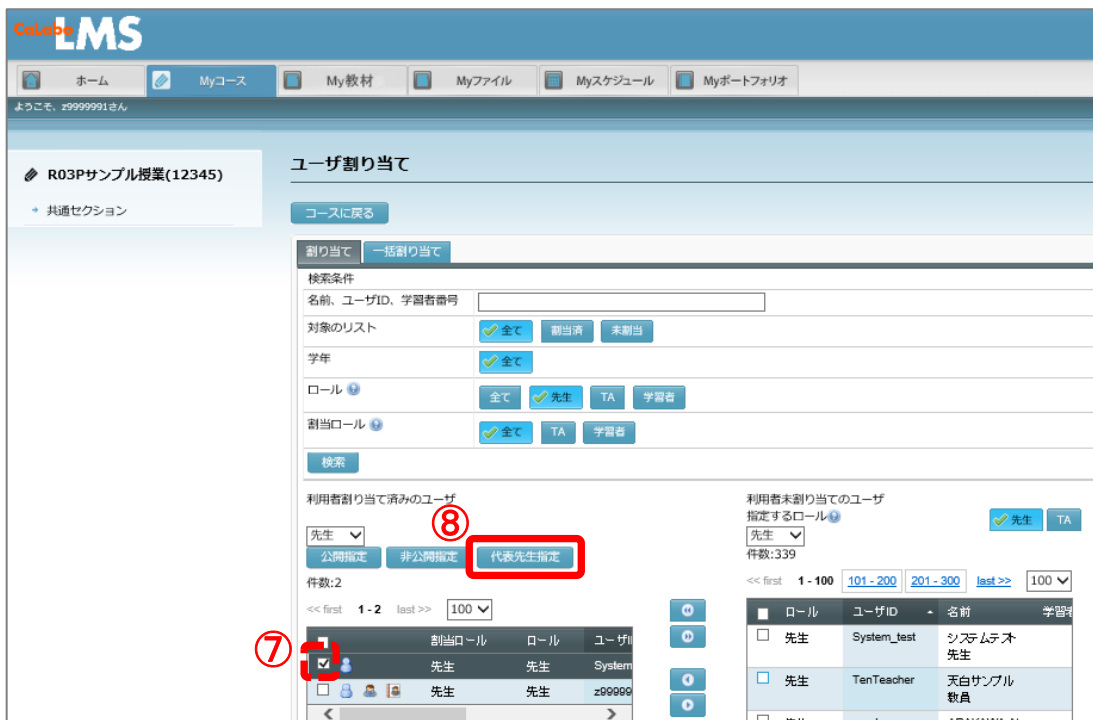 CaLabo LMS
ホーム Myコース My教材 Myファイル Myスケジュール Myポートフォリオ
ようこそ、z9999991さん
R03Pサンプル授業(12345)
共通セクション
ユーザ割り当て
コースに戻る
割り当て 一括割り当て
検索条件
名前、ユーザID、学習者番号
対象のリスト 全て 割当済 未割当
学年 全て
ロール 全て 先生 TA 学習者
割当ロール 全て TA 学習者
検索
利用者割り当て済みのユーザ
⑧
先生
公開指定 非公開指定 代表先生指定
件数:2
<< first 1 - 2 last >> 100
⑦
割当ロール ロール ユーザI
先生 先生 System
先生 先生 z99999
利用者未割り当てのユーザ
指定するロール 先生 TA
先生
件数:339
<< first 1 - 100 101 - 200 201 - 300 last >> 100
ロール ユーザID 名前 学習者
先生 System_test システムテスト
先生
先生 TenTeacher 天白サンプル
教員